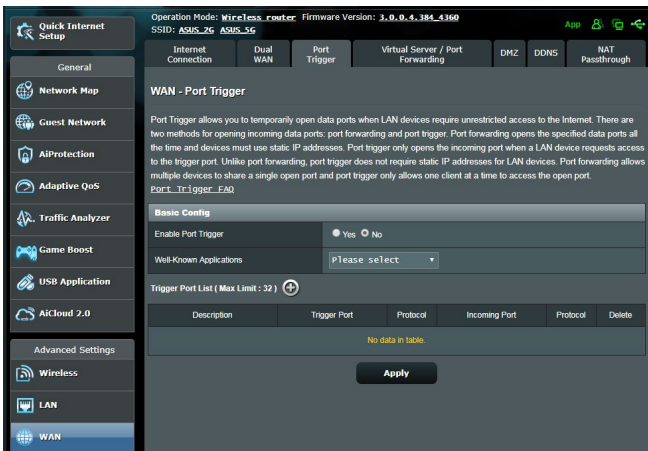 Quick Internet
Setup
General
Network Map
Guest Network
AiProtection
Adaptive QoS
Traffic Analyzer
Game Boost
USB Application
AiCloud 2.0
Advanced Settings
Wireless
LAN
WAN
Operation Mode: Wireless router Firmware Version: 3.0.0.4.384_4360
SSID: ASUS_2G ASUS_5G
App
Internet
Connection
Dual
WAN
Port
Trigger
Virtual Server / Port
Forwarding
DMZ
DDNS
NAT
Passthrough
WAN - Port Trigger
Port Trigger allows you to temporarily open data ports when LAN devices require unrestricted access to the Internet. There are
two methods for opening incoming data ports: port forwarding and port trigger. Port forwarding opens the specified data ports all
the time and devices must use static IP addresses. Port trigger only opens the incoming port when a LAN device requests access
to the trigger port. Unlike port forwarding, port trigger does not require static IP addresses for LAN devices. Port forwarding allows
multiple devices to share a single open port and port trigger only allows one client at a time to access the open port.
Port Trigger FAQ
Basic Config
Enable Port Trigger Yes No
Well-Known Applications Please select
Trigger Port List ( Max Limit : 32 )
Description Trigger Port Protocol Incoming Port Protocol Delete
No data in table.
Apply